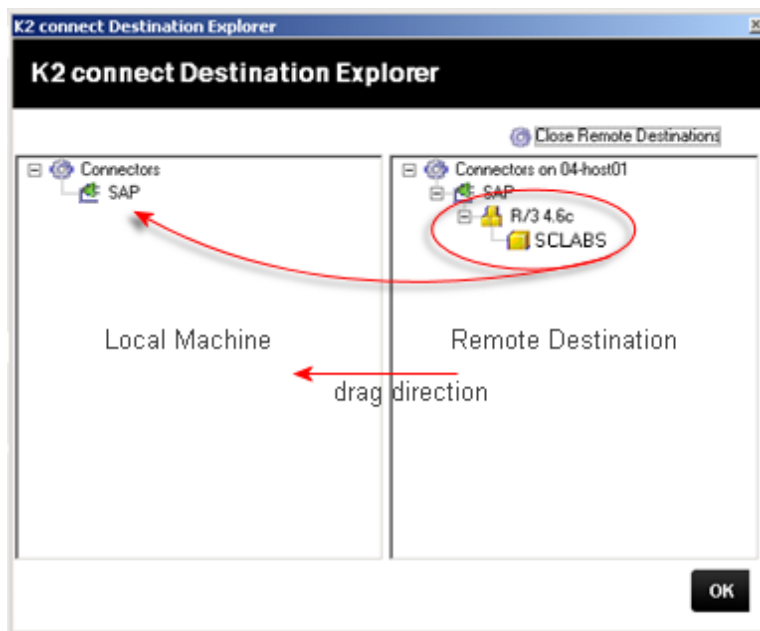 K2 connect Destination Explorer
K2 connect Destination Explorer
Close Remote Destinations
Connectors
SAP
Connectors on 04-host01
SAP
R/3 4.6c
SCLABS
Local Machine
Remote Destination
drag direction
OK